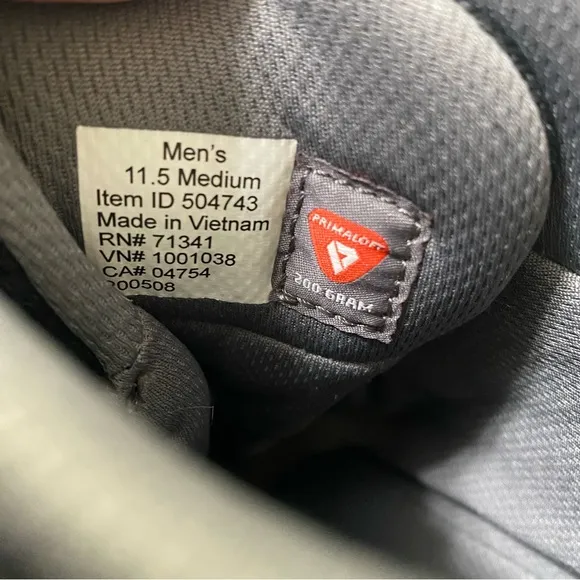 Men's
11.5 Medium
Item ID 504743
Made in Vietnam
RN# 71341
VN# 1001038
CA# 04754
200508
PRIMALOFT
200 GRAM